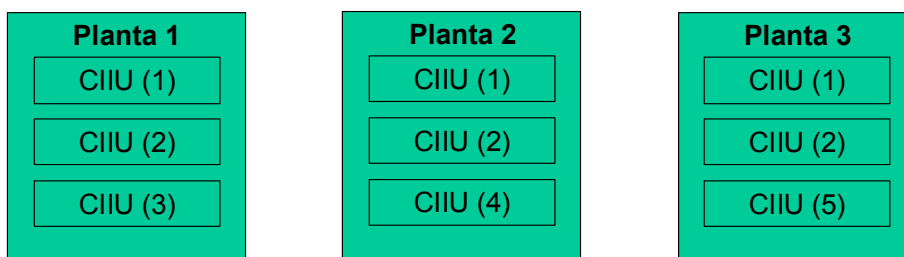 Planta 1
CIIU (1)
CIIU (2)
CIIU (3)
Planta 2
CIIU (1)
CIIU (2)
CIIU (4)
Planta 3
CIIU (1)
CIIU (2)
CIIU (5)